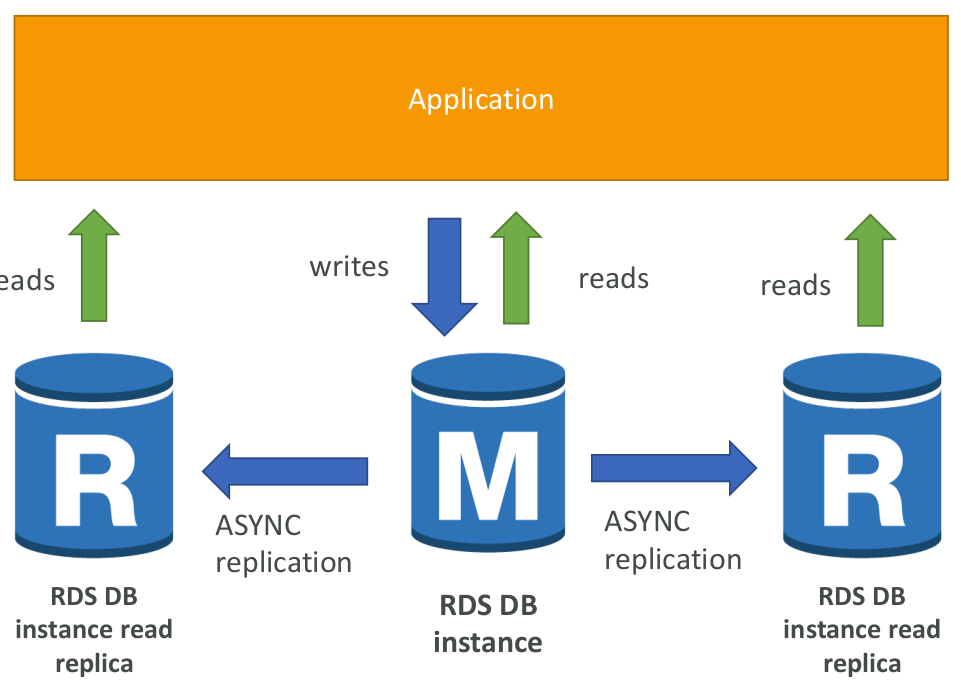 Application
eads
writes
reads
reads
R
M
R
ASYNC
replication
ASYNC
replication
RDS DB
instance read
replica
RDS DB
instance
RDS DB
instance read
replica